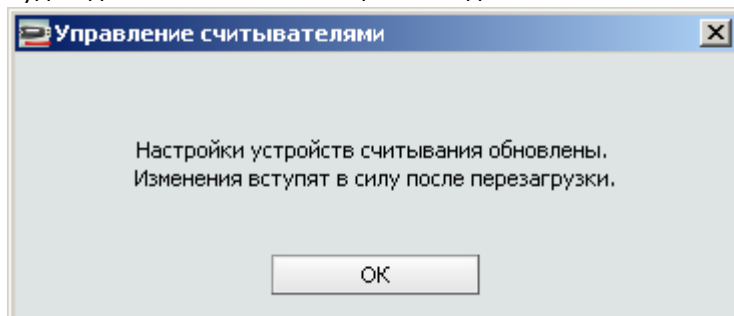 Управление считывателями
Настройки устройств считывания обновлены.
Изменения вступят в силу после перезагрузки.
OK